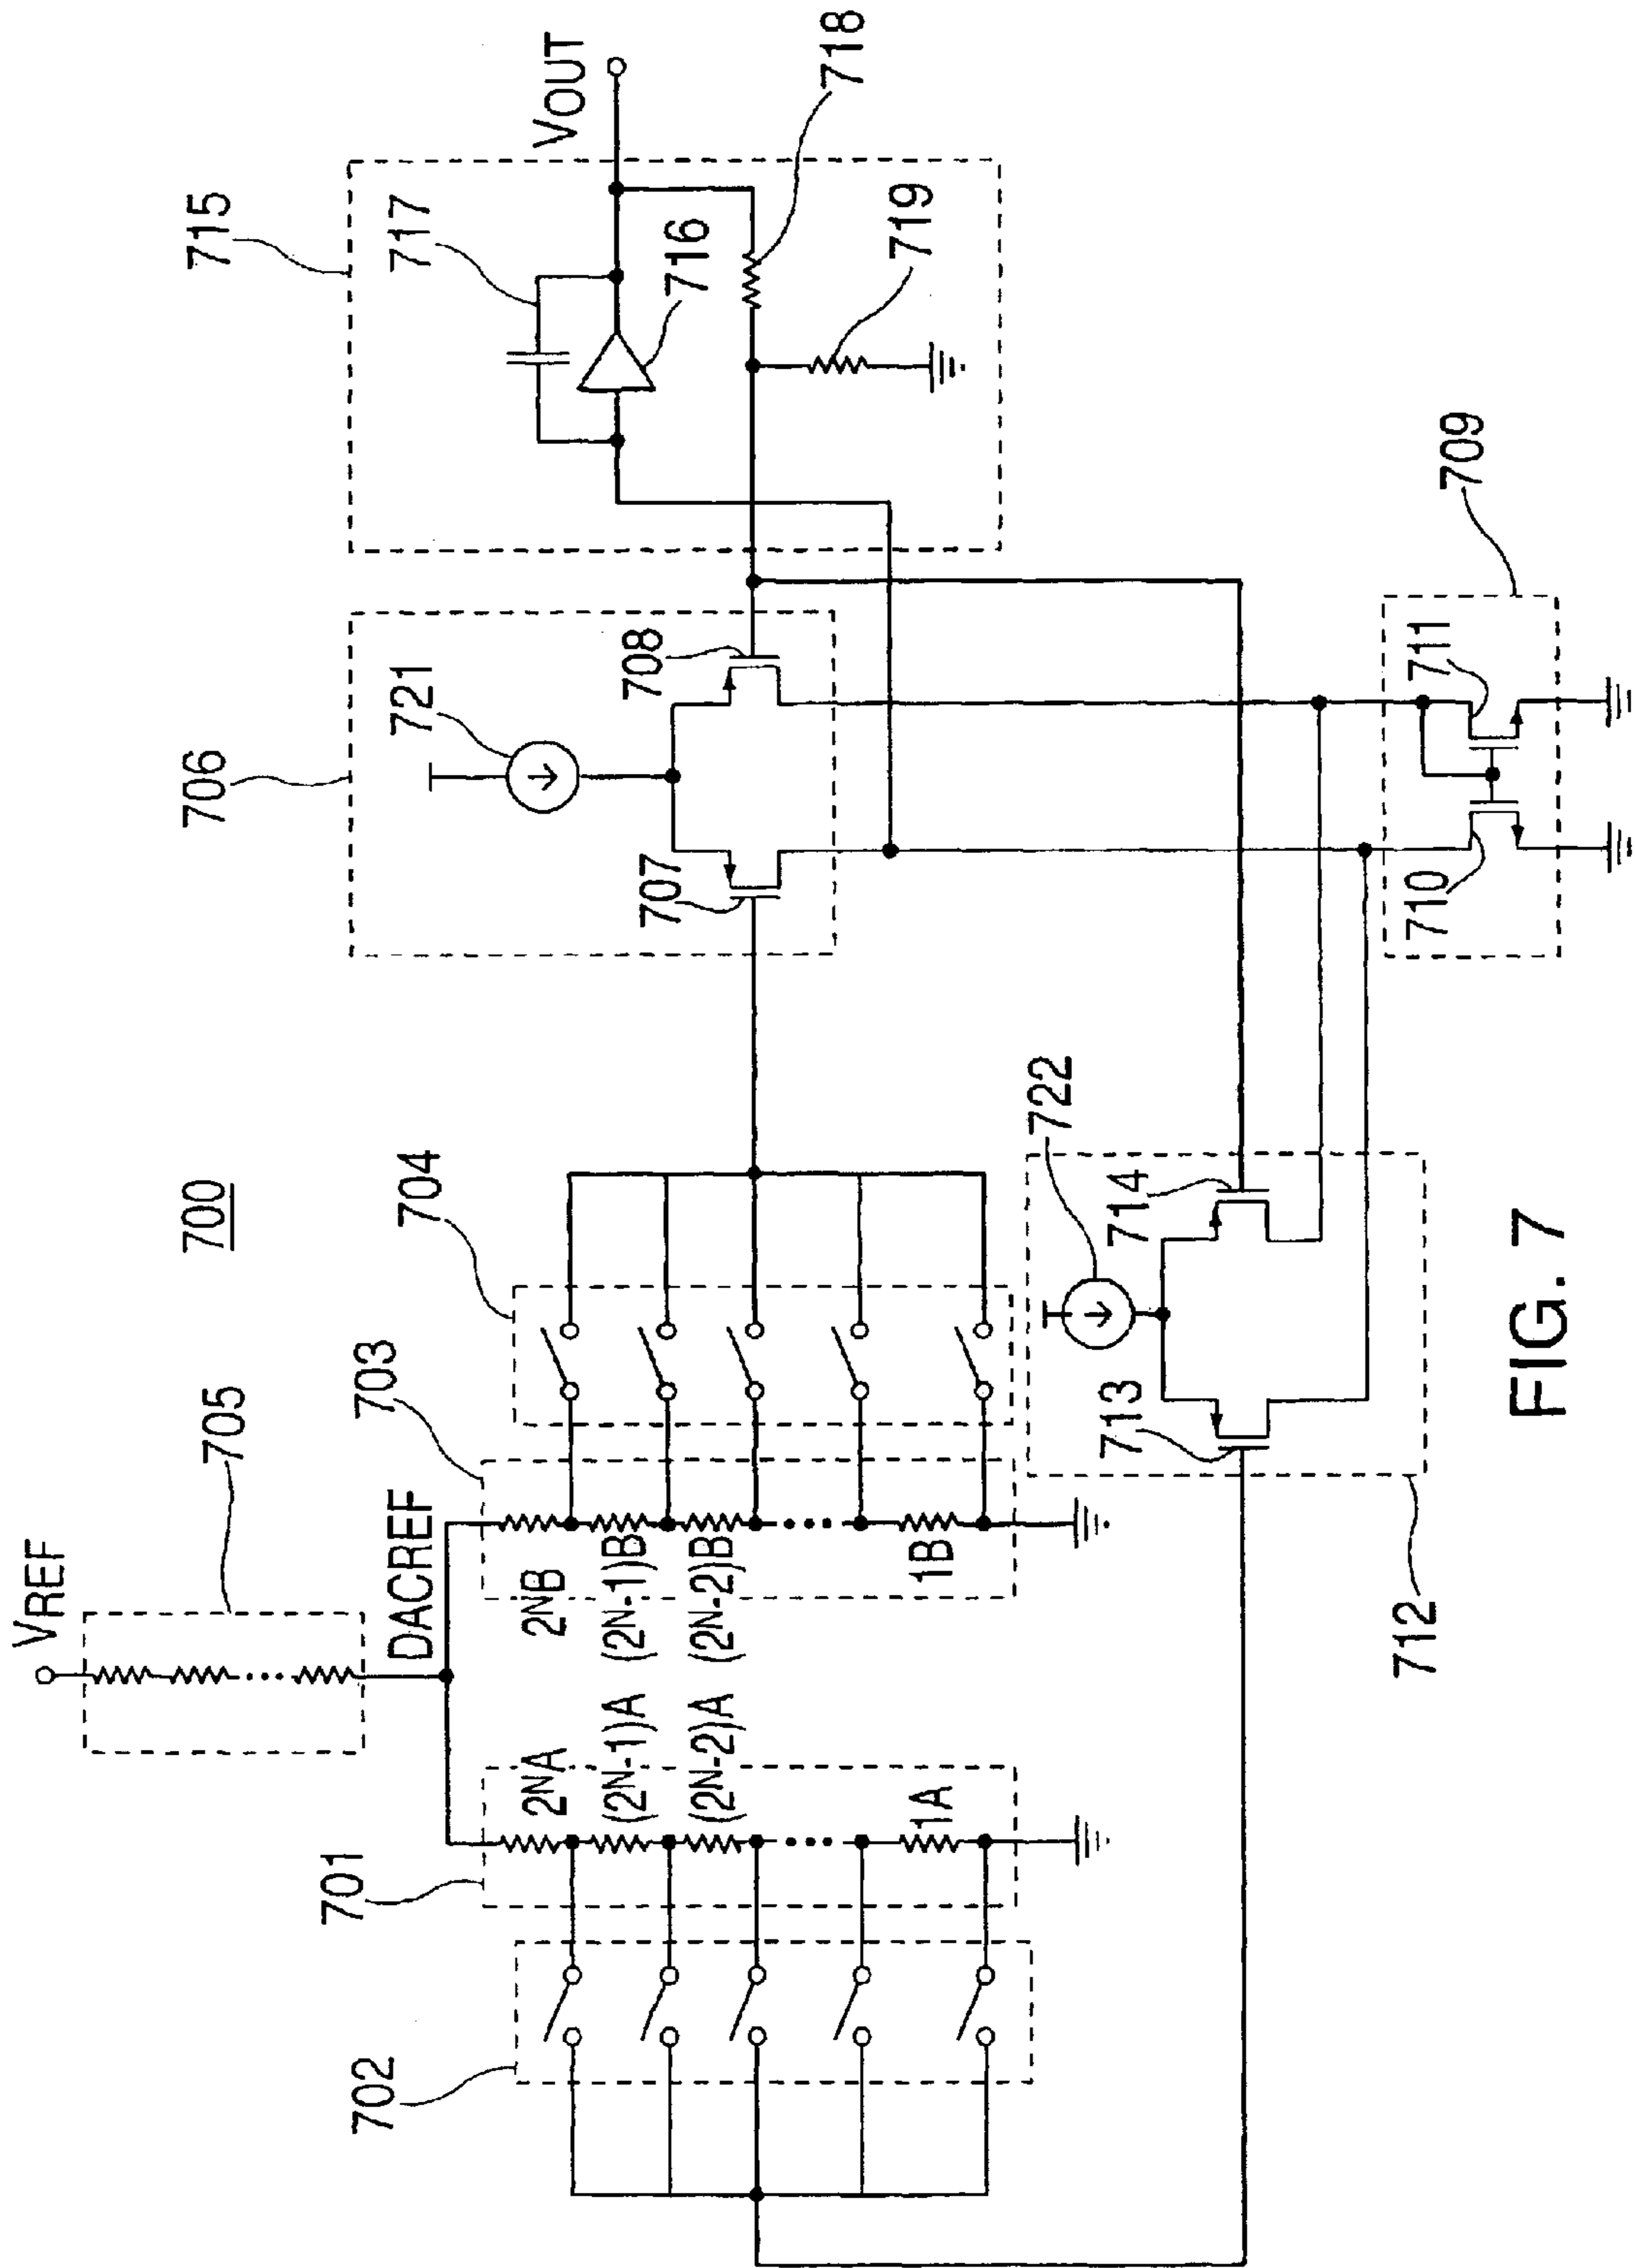 700
VREF
705
DACREF
701
702
703
704
2ᴺA
(2ᴺ-1)A
(2ᴺ-2)A
1A
2ᴺB
(2ᴺ-1)B
(2ᴺ-2)B
1B
706
721
707
708
715
717
716
718
719
VOUT
722
713
714
712
709
710
711
FIG. 7